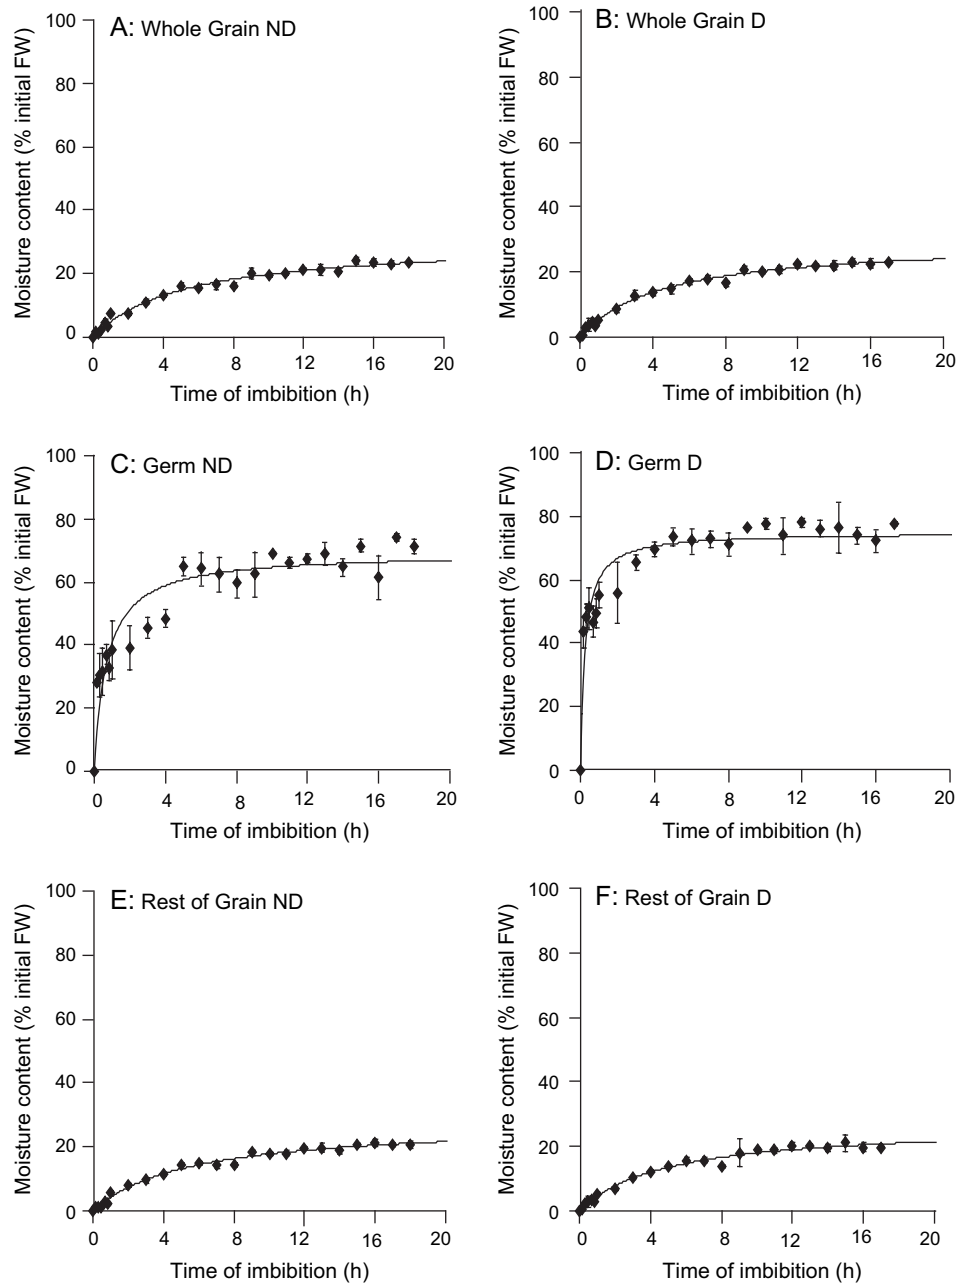 A: Whole Grain ND
Moisture content (% initial FW)
100
80
60
40
20
0
0 4 8 12 16 20
Time of imbibition (h)
B: Whole Grain D
Moisture content (% initial FW)
100
80
60
40
20
0
0 4 8 12 16 20
Time of imbibition (h)
C: Germ ND
Moisture content (% initial FW)
100
80
60
40
20
0
0 4 8 12 16 20
Time of imbibition (h)
D: Germ D
Moisture content (% initial FW)
100
80
60
40
20
0
0 4 8 12 16 20
Time of imbibition (h)
E: Rest of Grain ND
Moisture content (% initial FW)
100
80
60
40
20
0
0 4 8 12 16 20
Time of imbibition (h)
F: Rest of Grain D
Moisture content (% initial FW)
100
80
60
40
20
0
0 4 8 12 16 20
Time of imbibition (h)